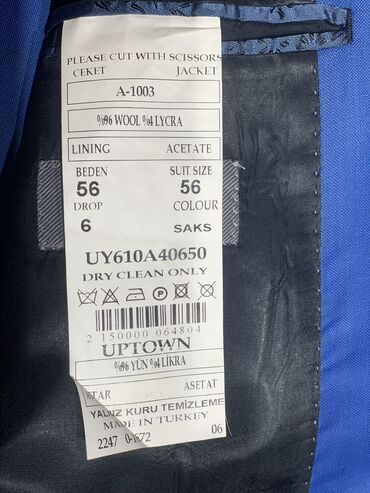 PLEASE CUT WITH SCISSORS
CEKET JACKET
A-1003
%96 WOOL %4 LYCRA
LINING ACETATE
BEDEN SUIT SIZE
56 56
DROP COLOUR
6 SAKS
UY610A40650
DRY CLEAN ONLY
2 150000 064804
UPTOWN
%96 YÜN %4 LIKRA
ASTAR ASETAT
YALNIZ KURU TEMİZLEME
MADE IN TURKEY
2247 06